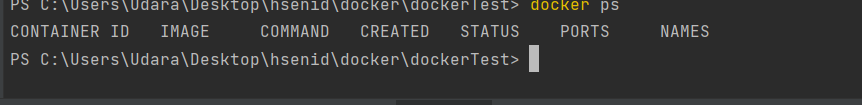 PS C:\Users\Udara\Desktop\hsenid\docker\dockerTest> docker ps
CONTAINER ID   IMAGE     COMMAND   CREATED   STATUS    PORTS     NAMES
PS C:\Users\Udara\Desktop\hsenid\docker\dockerTest>